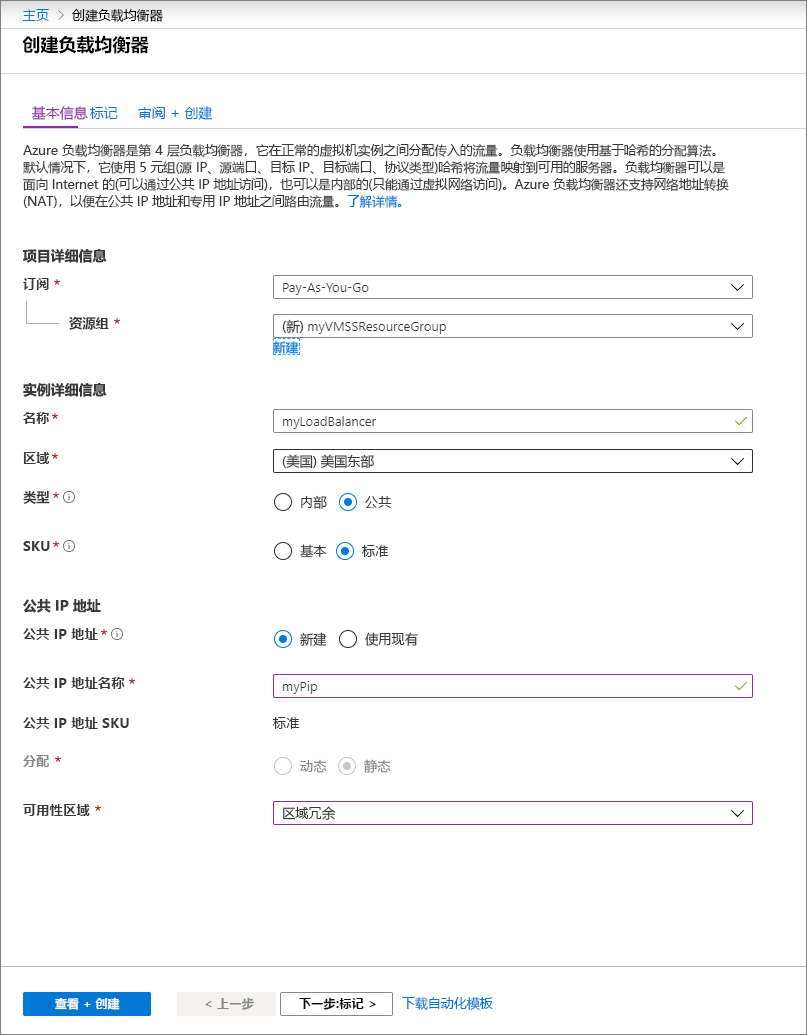 主页 > 创建负载均衡器
创建负载均衡器
基本信息 标记 审阅 + 创建
Azure 负载均衡器是第 4 层负载均衡器，它在正常的虚拟机实例之间分配传入的流量。负载均衡器使用基于哈希的分配算法。
默认情况下，它使用 5 元组(源 IP、源端口、目标 IP、目标端口、协议类型)哈希将流量映射到可用的服务器。负载均衡器可以是
面向 Internet 的(可以通过公共 IP 地址访问)，也可以是内部的(只能通过虚拟网络访问)。Azure 负载均衡器还支持网络地址转换
(NAT)，以便在公共 IP 地址和专用 IP 地址之间路由流量。了解详情。
项目详细信息
订阅 *
Pay-As-You-Go
资源组 *
(新) myVMSSResourceGroup
新建
实例详细信息
名称 *
myLoadBalancer
区域 *
(美国) 美国东部
类型 *
内部 公共
SKU *
基本 标准
公共 IP 地址
公共 IP 地址 *
新建 使用现有
公共 IP 地址名称 *
myPip
公共 IP 地址 SKU
标准
分配 *
动态 静态
可用性区域 *
区域冗余
查看 + 创建 < 上一步 下一步:标记 > 下载自动化模板